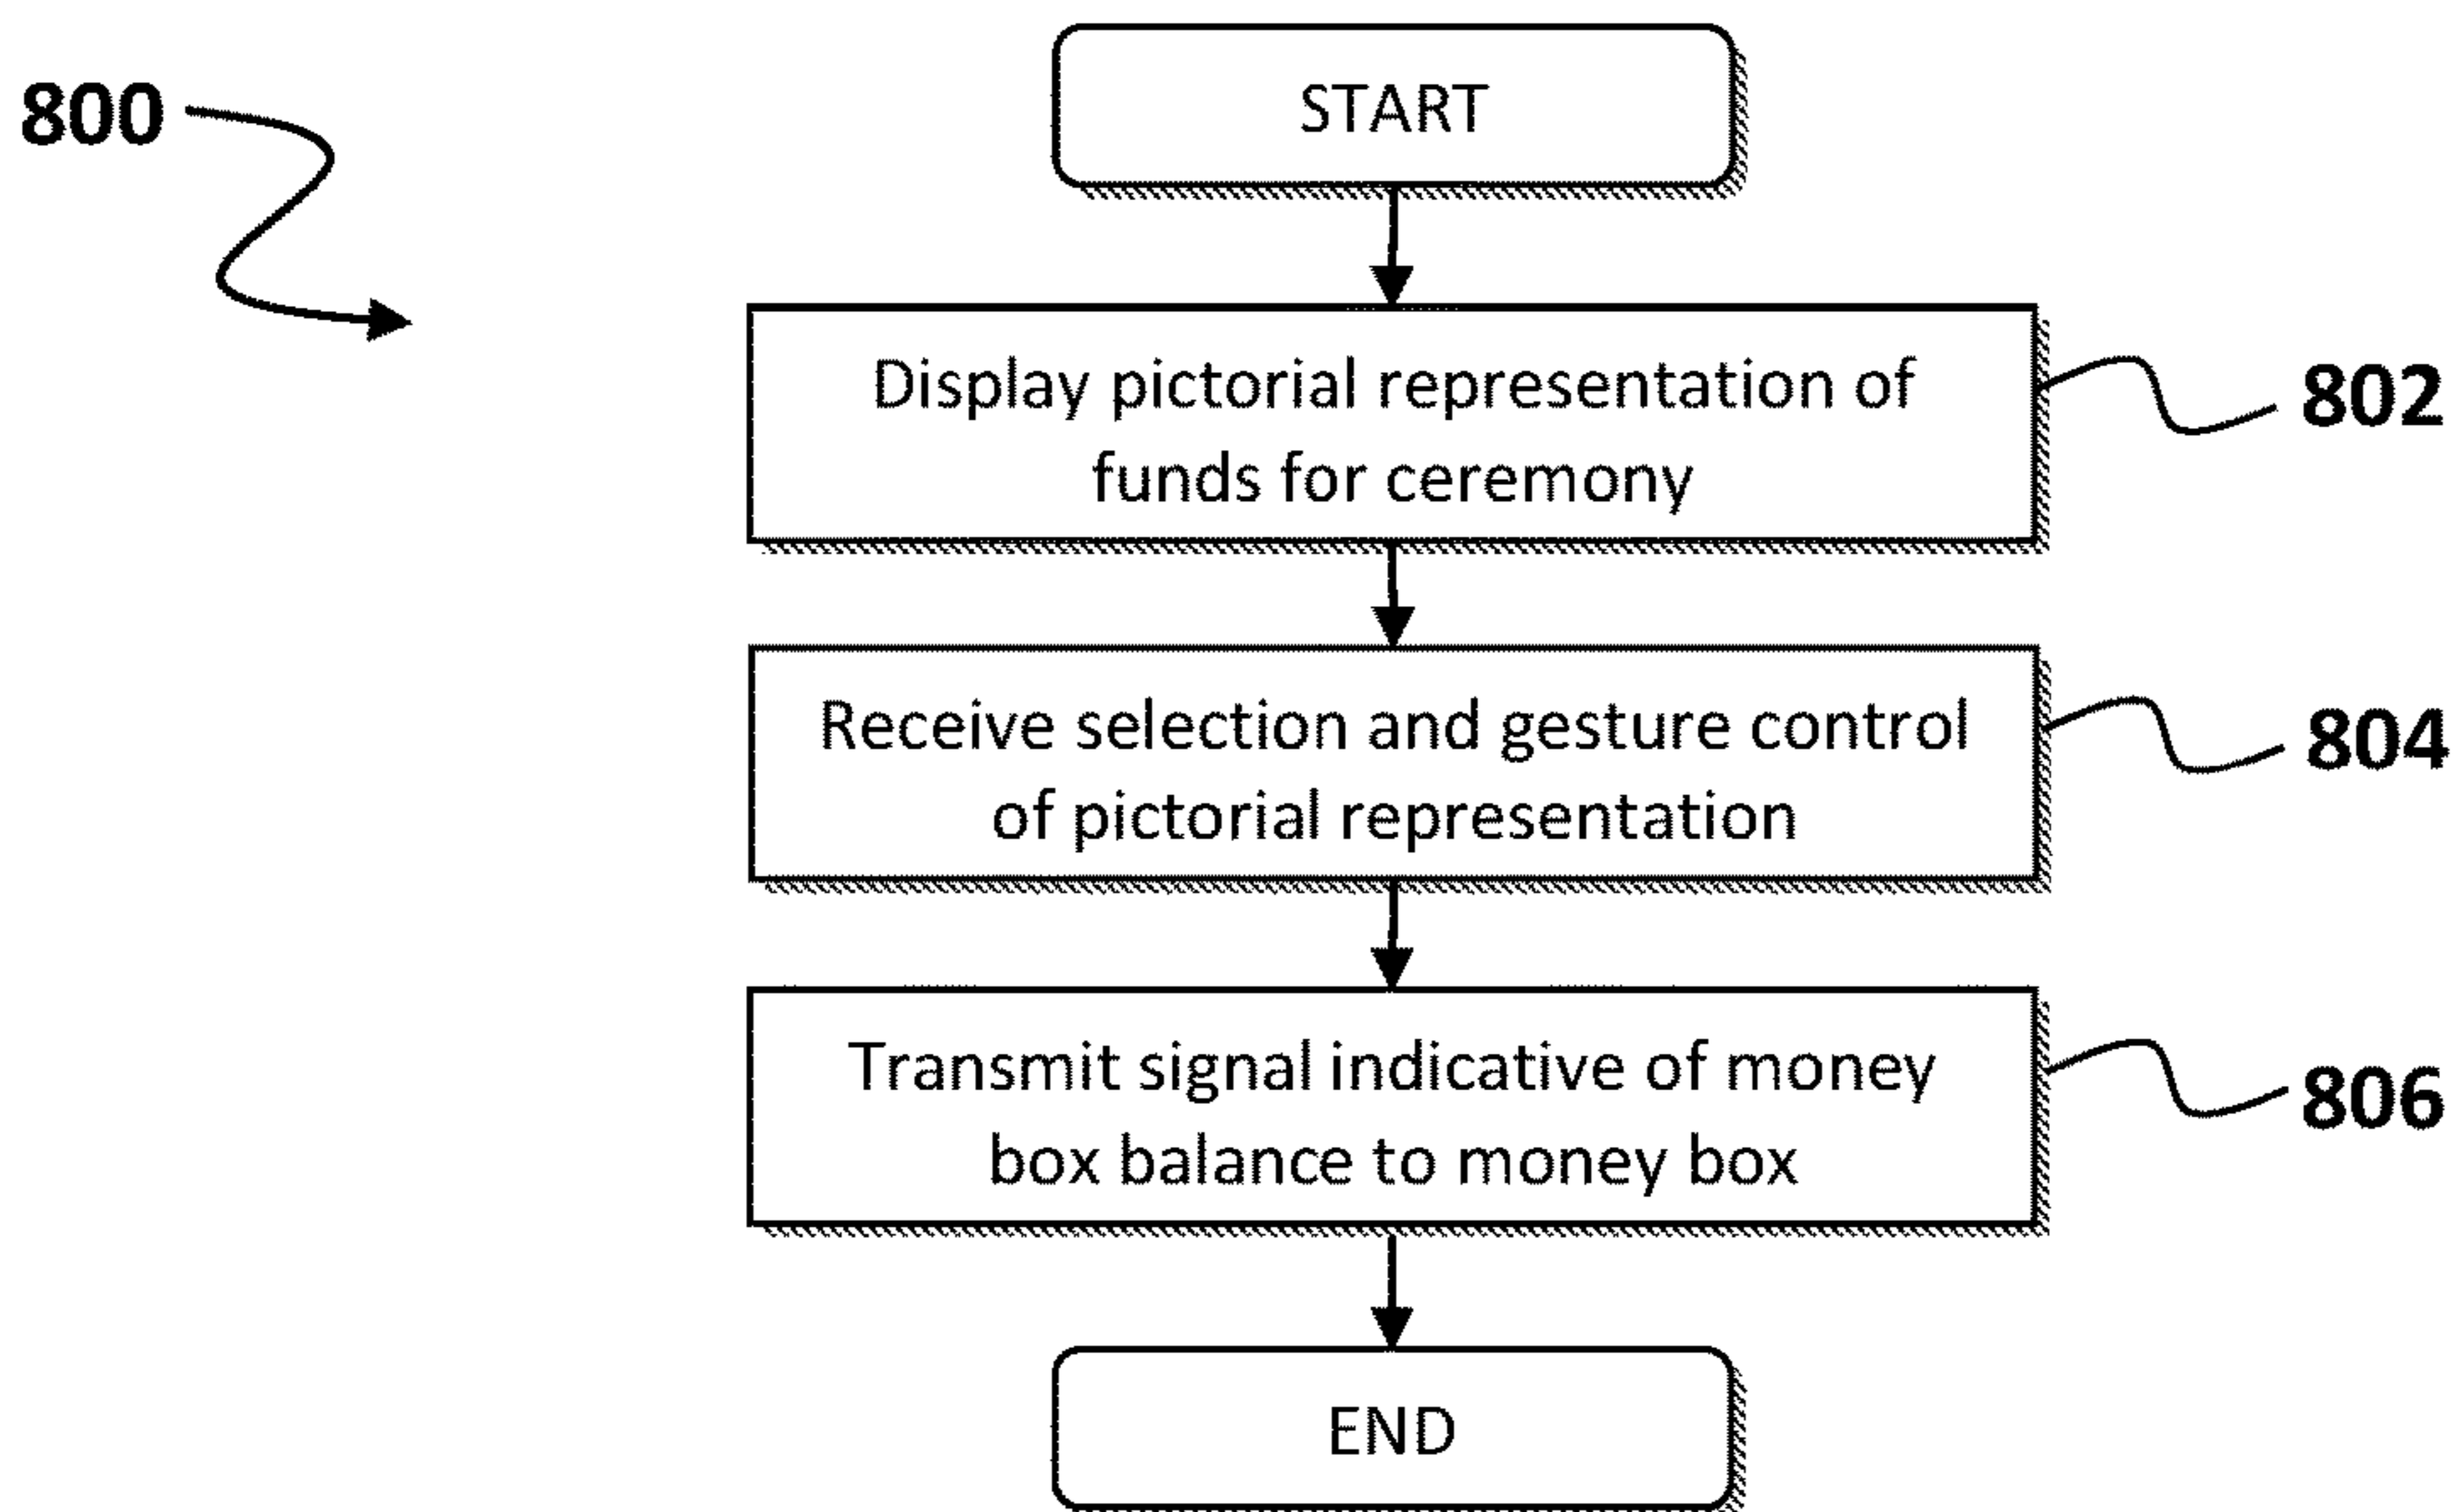 800
START
Display pictorial representation of
funds for ceremony
802
Receive selection and gesture control
of pictorial representation
804
Transmit signal indicative of money
box balance to money box
806
END